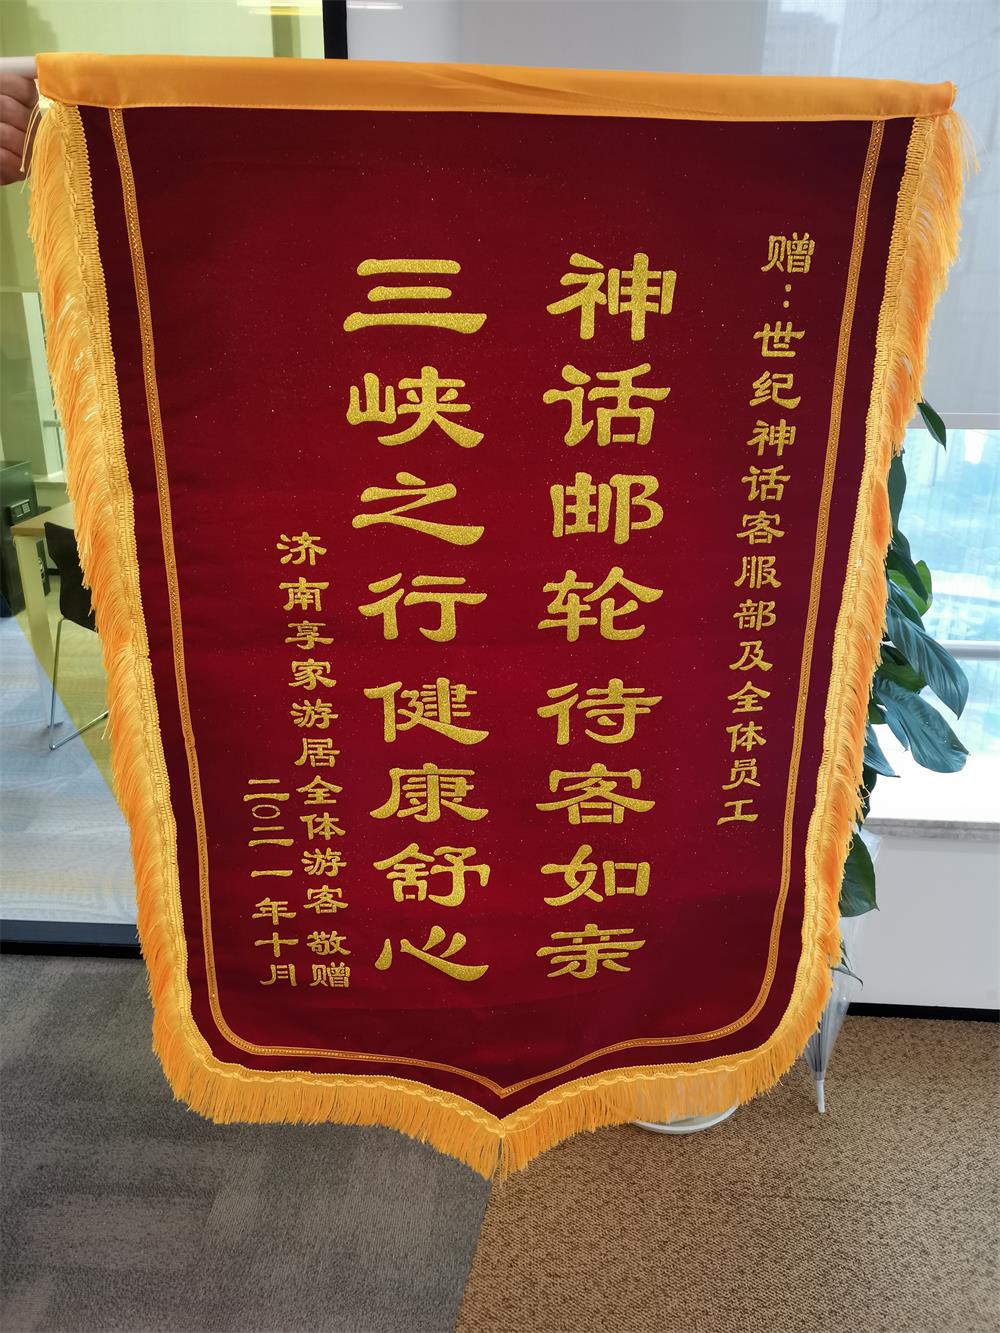 赠：世纪神话客服部及全体员工
神话邮轮待客如亲
三峡之行健康舒心
济南享家游居全体游客 敬赠
二〇二一年十月